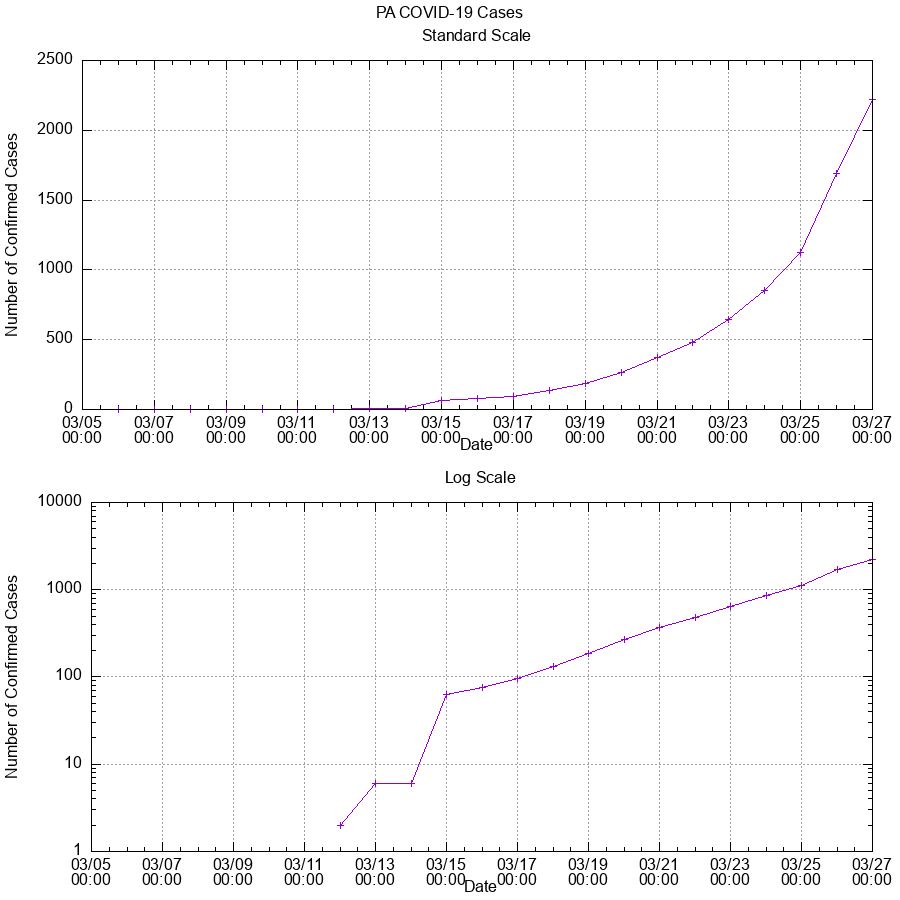 PA COVID-19 Cases
Standard Scale
2500
2000
1500
1000
500
0
Number of Confirmed Cases
03/05 03/07 03/09 03/11 03/13 03/15 03/17 03/19 03/21 03/23 03/25 03/27
00:00 00:00 00:00 00:00 00:00 00:00 00:00 00:00 00:00 00:00 00:00 00:00
Date
Log Scale
10000
1000
100
10
1
Number of Confirmed Cases
03/05 03/07 03/09 03/11 03/13 03/15 03/17 03/19 03/21 03/23 03/25 03/27
00:00 00:00 00:00 00:00 00:00 00:00 00:00 00:00 00:00 00:00 00:00 00:00
Date